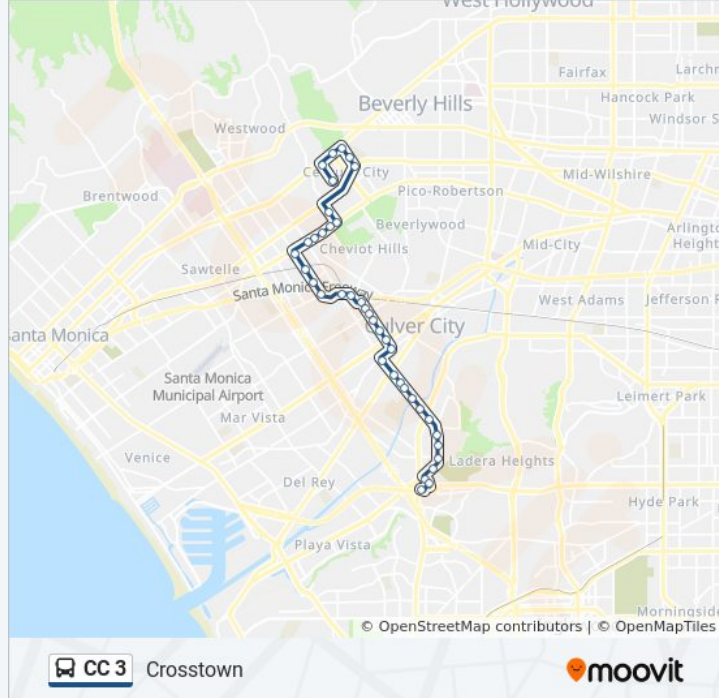 West Hollywood
Fairfax
Larchm
Beverly Hills
Hancock Park
Westwood
Windsor S
Century City
Mid-Wilshire
Pico-Robertson
Brentwood
Beverlywood
Arlingto
Height
Cheviot Hills
Mid-City
Sawtelle
Santa Monica Freeway
West Adams
Jefferson P
Santa Monica
Culver City
Santa Monica
Municipal Airport
Leimert Park
Mar Vista
Venice
Ladera Heights
Del Rey
Hyde Park
Playa Vista
Morningside
© OpenStreetMap contributors | © OpenMapTiles
CC 3 Crosstown
moovit